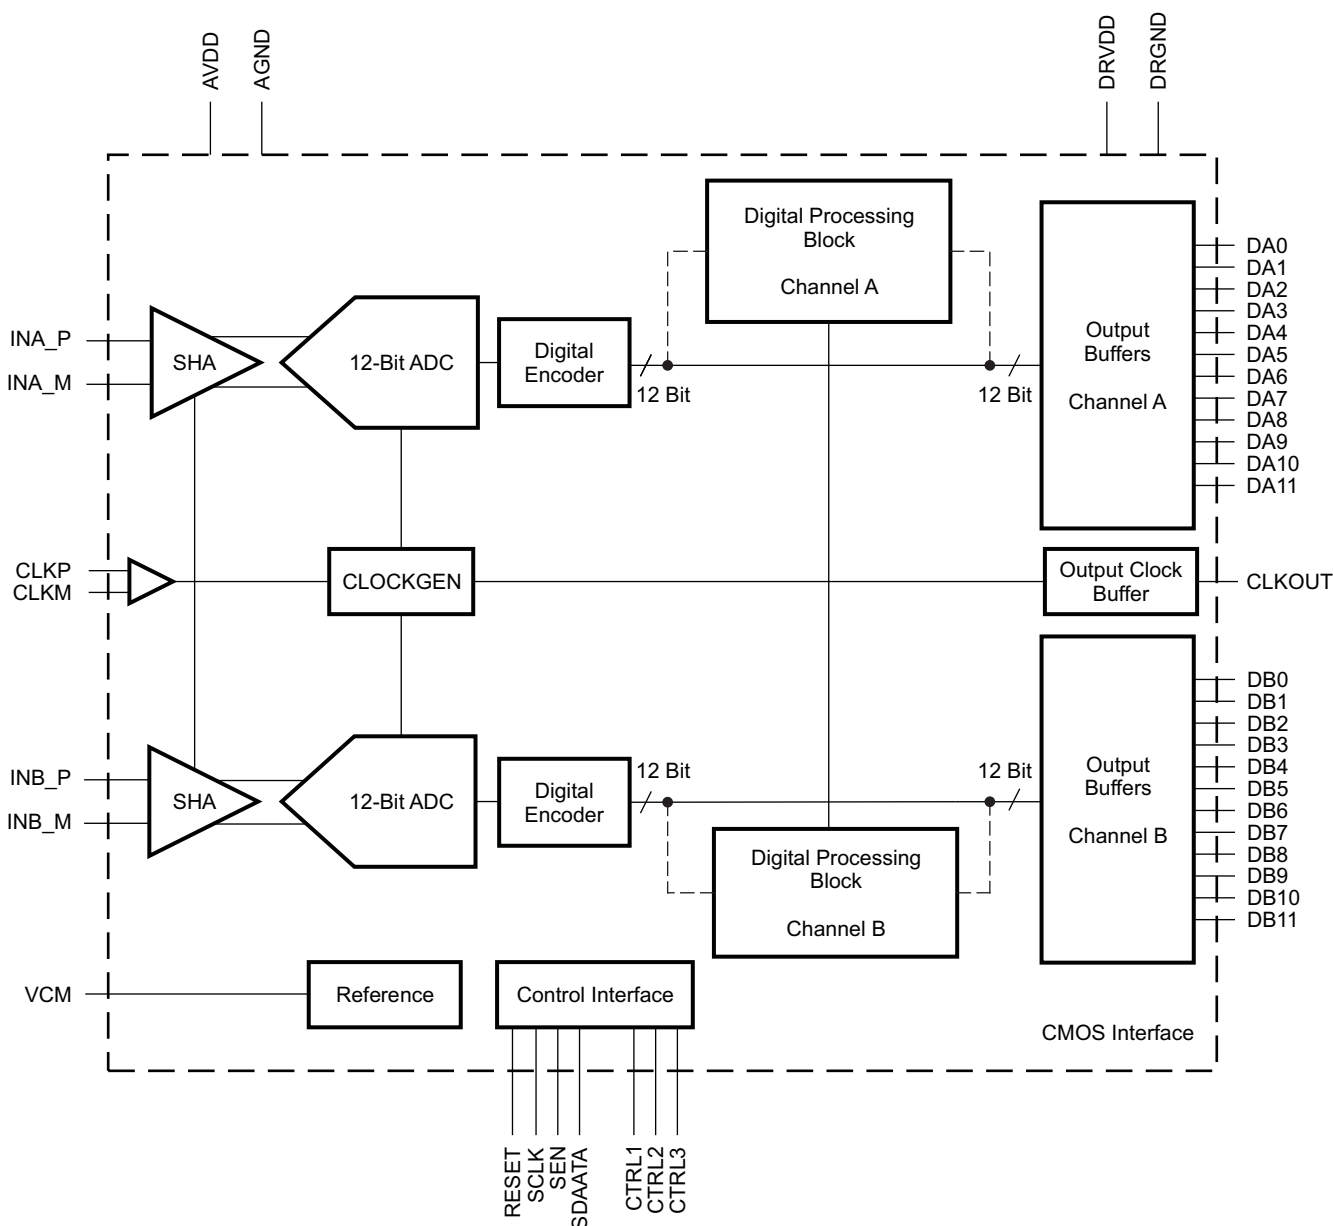 AVDD
AGND
DRVDD
DRGND
Digital Processing
Block
Channel A
INA_P
INA_M
SHA
12-Bit ADC
Digital
Encoder
12 Bit
12 Bit
Output
Buffers
Channel A
DA0
DA1
DA2
DA3
DA4
DA5
DA6
DA7
DA8
DA9
DA10
DA11
CLKP
CLKM
CLOCKGEN
Output Clock
Buffer
CLKOUT
INB_P
INB_M
SHA
12-Bit ADC
Digital
Encoder
12 Bit
12 Bit
Digital Processing
Block
Channel B
Output
Buffers
Channel B
DB0
DB1
DB2
DB3
DB4
DB5
DB6
DB7
DB8
DB9
DB10
DB11
VCM
Reference
Control Interface
CMOS Interface
RESET
SCLK
SEN
SDAATA
CTRL1
CTRL2
CTRL3